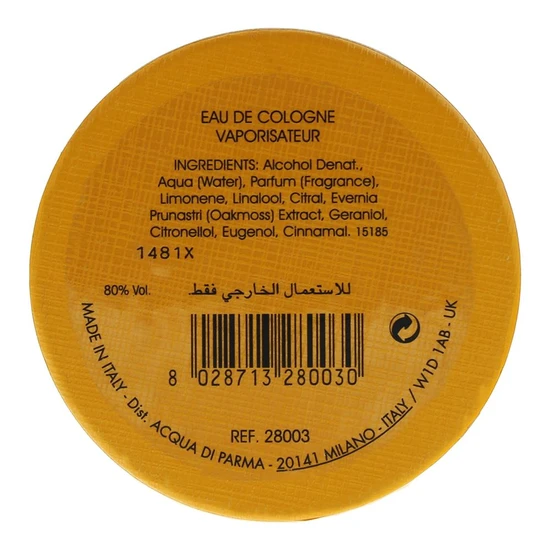 EAU DE COLOGNE
VAPORISATEUR
INGREDIENTS: Alcohol Denat.,
Aqua (Water), Parfum (Fragrance),
Limonene, Linalool, Citral, Evernia
Prunastri (Oakmoss) Extract, Geraniol,
Citronellol, Eugenol, Cinnamal. 15185
1481X
80% Vol.
للاستعمال الخارجي فقط
8 028713 280030
REF. 28003
MADE IN ITALY - Dist. ACQUA DI PARMA - 20141 MILANO - ITALY / W1D 1AB - UK